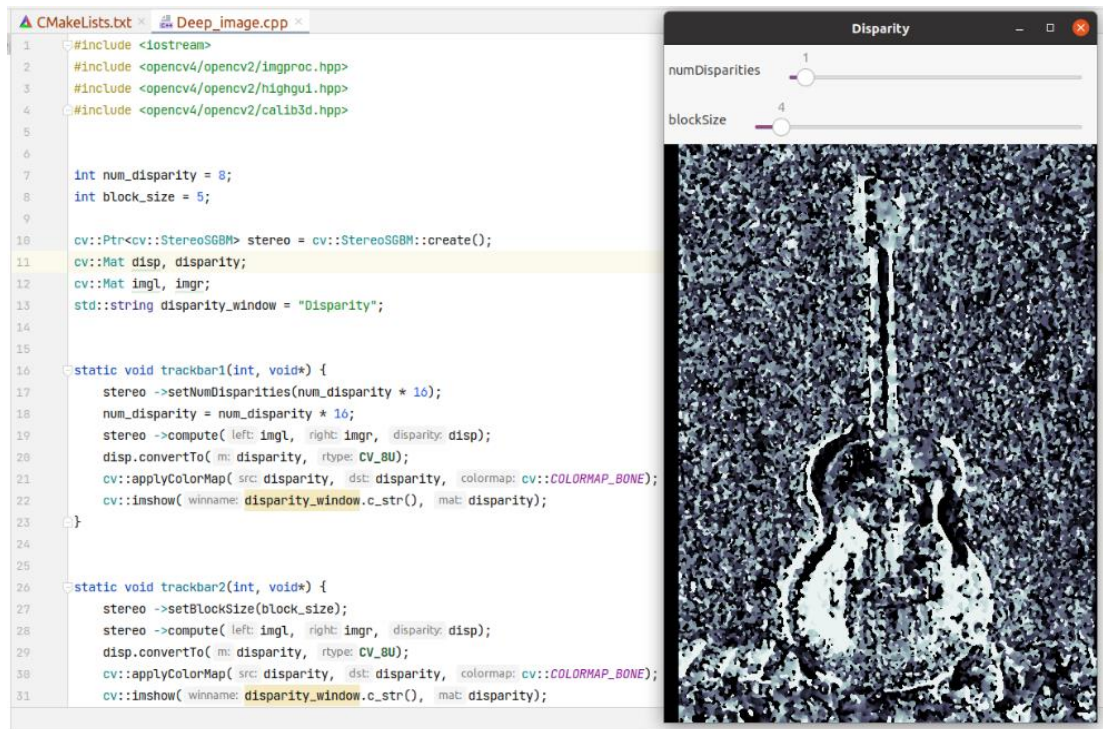 CMakeLists.txt × Deep_image.cpp ×
1 #include <iostream>
2 #include <opencv4/opencv2/imgproc.hpp>
3 #include <opencv4/opencv2/highgui.hpp>
4 #include <opencv4/opencv2/calib3d.hpp>
5
6
7 int num_disparity = 8;
8 int block_size = 5;
9
10 cv::Ptr<cv::StereoSGBM> stereo = cv::StereoSGBM::create();
11 cv::Mat disp, disparity;
12 cv::Mat imgl, imgr;
13 std::string disparity_window = "Disparity";
14
15
16 static void trackbar1(int, void*) {
17 stereo ->setNumDisparities(num_disparity * 16);
18 num_disparity = num_disparity * 16;
19 stereo ->compute( left: imgl, right: imgr, disparity: disp);
20 disp.convertTo( m: disparity, rtype: CV_8U);
21 cv::applyColorMap( src: disparity, dst: disparity, colormap: cv::COLORMAP_BONE);
22 cv::imshow( winname: disparity_window.c_str(), mat: disparity);
23 }
24
25
26 static void trackbar2(int, void*) {
27 stereo ->setBlockSize(block_size);
28 stereo ->compute( left: imgl, right: imgr, disparity: disp);
29 disp.convertTo( m: disparity, rtype: CV_8U);
30 cv::applyColorMap( src: disparity, dst: disparity, colormap: cv::COLORMAP_BONE);
31 cv::imshow( winname: disparity_window.c_str(), mat: disparity);
Disparity
1
numDisparities
4
blockSize